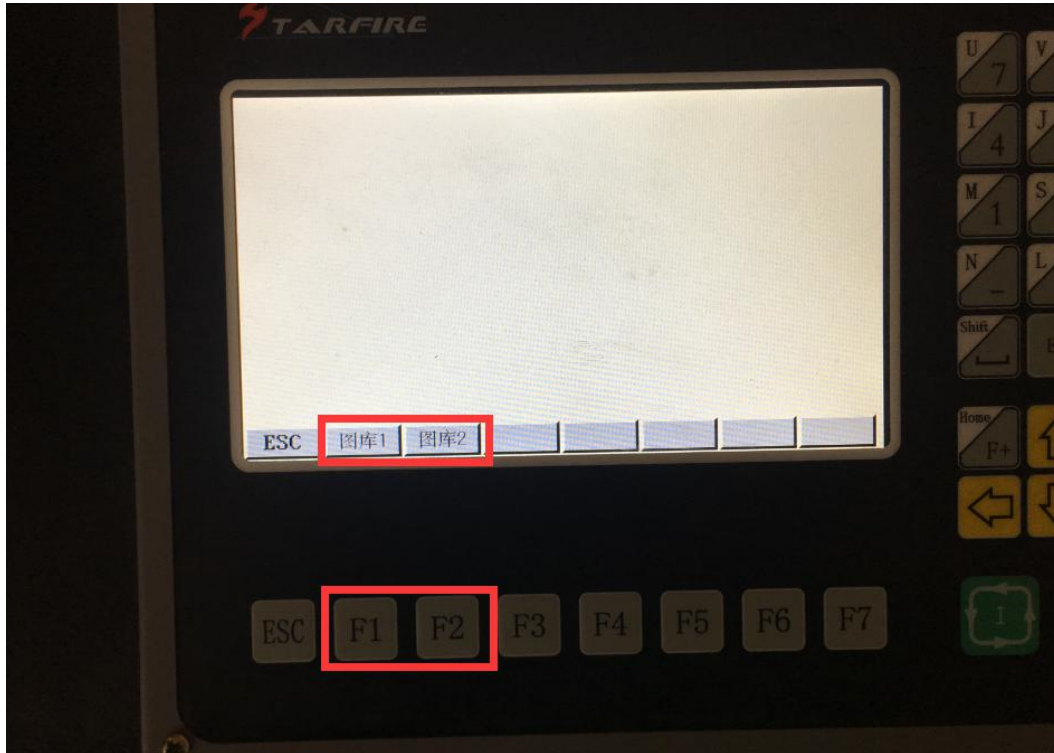 STARFIRE
U 7 V
I 4 J
M 1 S
N - L
Shift
ESC 图库1 图库2
Home F+
ESC F1 F2 F3 F4 F5 F6 F7 I